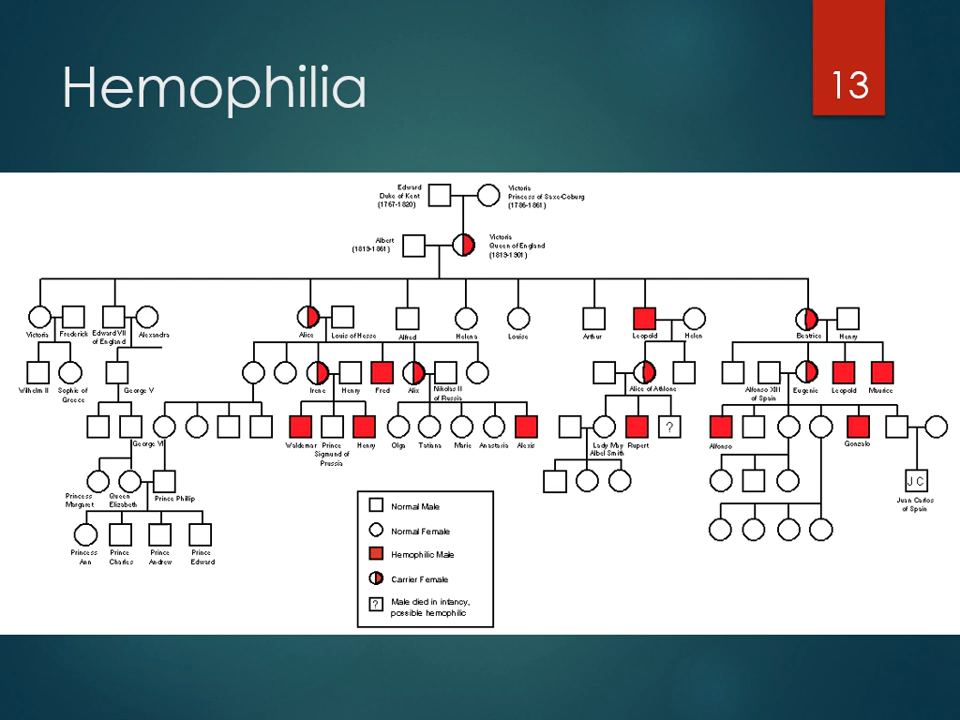 Hemophilia
13
Edward
Duke of Kent
(1767-1820)
Victoria
Princess of Saxe-Coburg
(1786-1861)
Albert
(1819-1861)
Victoria
Queen of England
(1819-1901)
Victoria
Frederick
Edward VII
of England
Alexandra
Alice
Louis of Hesse
Alfred
Helena
Louise
Arthur
Leopold
Helen
Beatrice
Henry
Wilhelm II
Sophie of
Greece
George V
Irene
Henry
Fred
Alix
Nikolas II
of Russia
Alice of Athlone
Alfonso XIII
of Spain
Eugenie
Leopold
Maurice
George VI
Waldemar
Prince
Sigmund of
Prussia
Henry
Olga
Tatiana
Marie
Anastasia
Alexis
Lady May
Abel Smith
Rupert
?
Alfonso
Gonzalo
Princess
Margaret
Queen
Elizabeth
Prince Phillip
J C
Juan Carlos
of Spain
Princess
Ann
Prince
Charles
Prince
Andrew
Prince
Edward
Normal Male
Normal Female
Hemophilic Male
Carrier Female
? Male died in infancy,
possible hemophilic